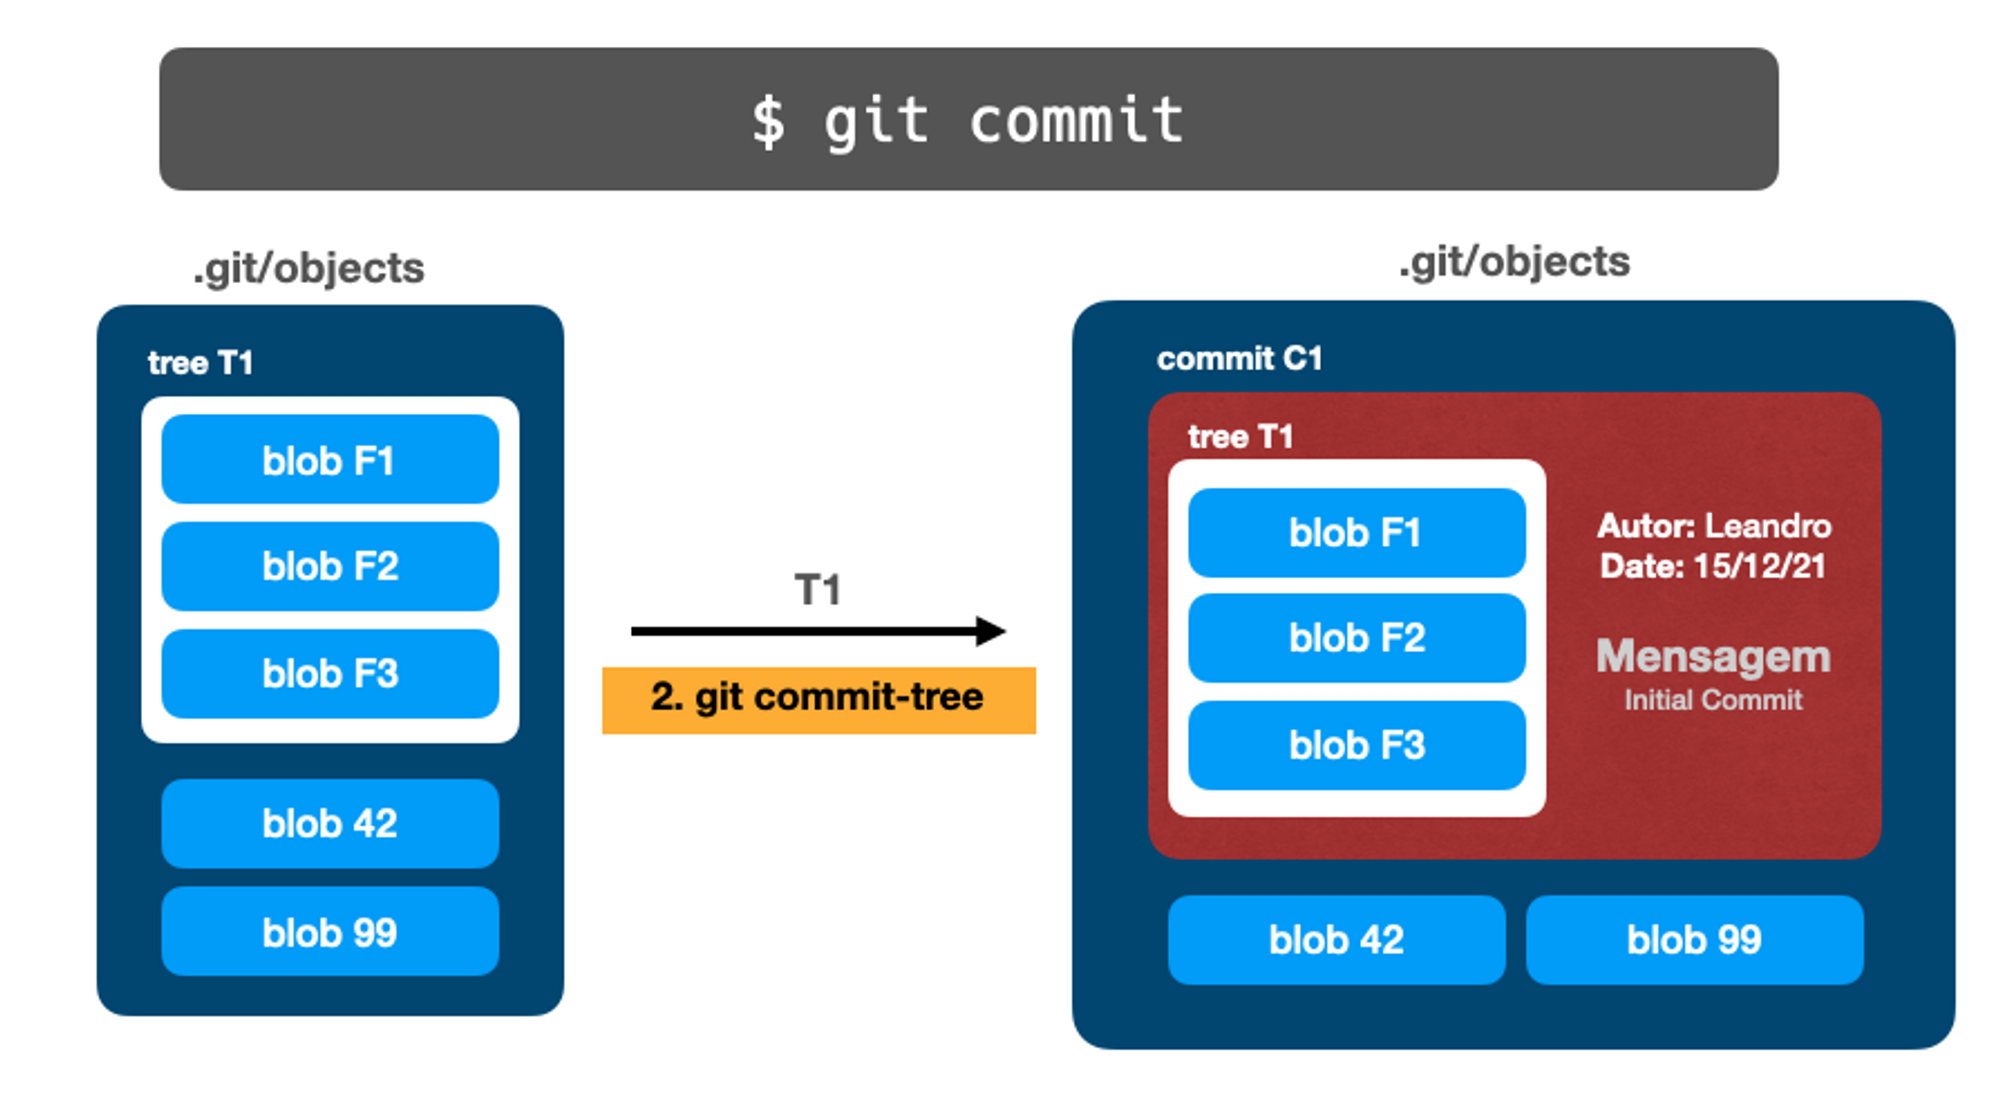 $ git commit
.git/objects
tree T1
blob F1
blob F2
blob F3
blob 42
blob 99
T1
2. git commit-tree
.git/objects
commit C1
tree T1
blob F1
blob F2
blob F3
Autor: Leandro
Date: 15/12/21
Mensagem
Initial Commit
blob 42
blob 99